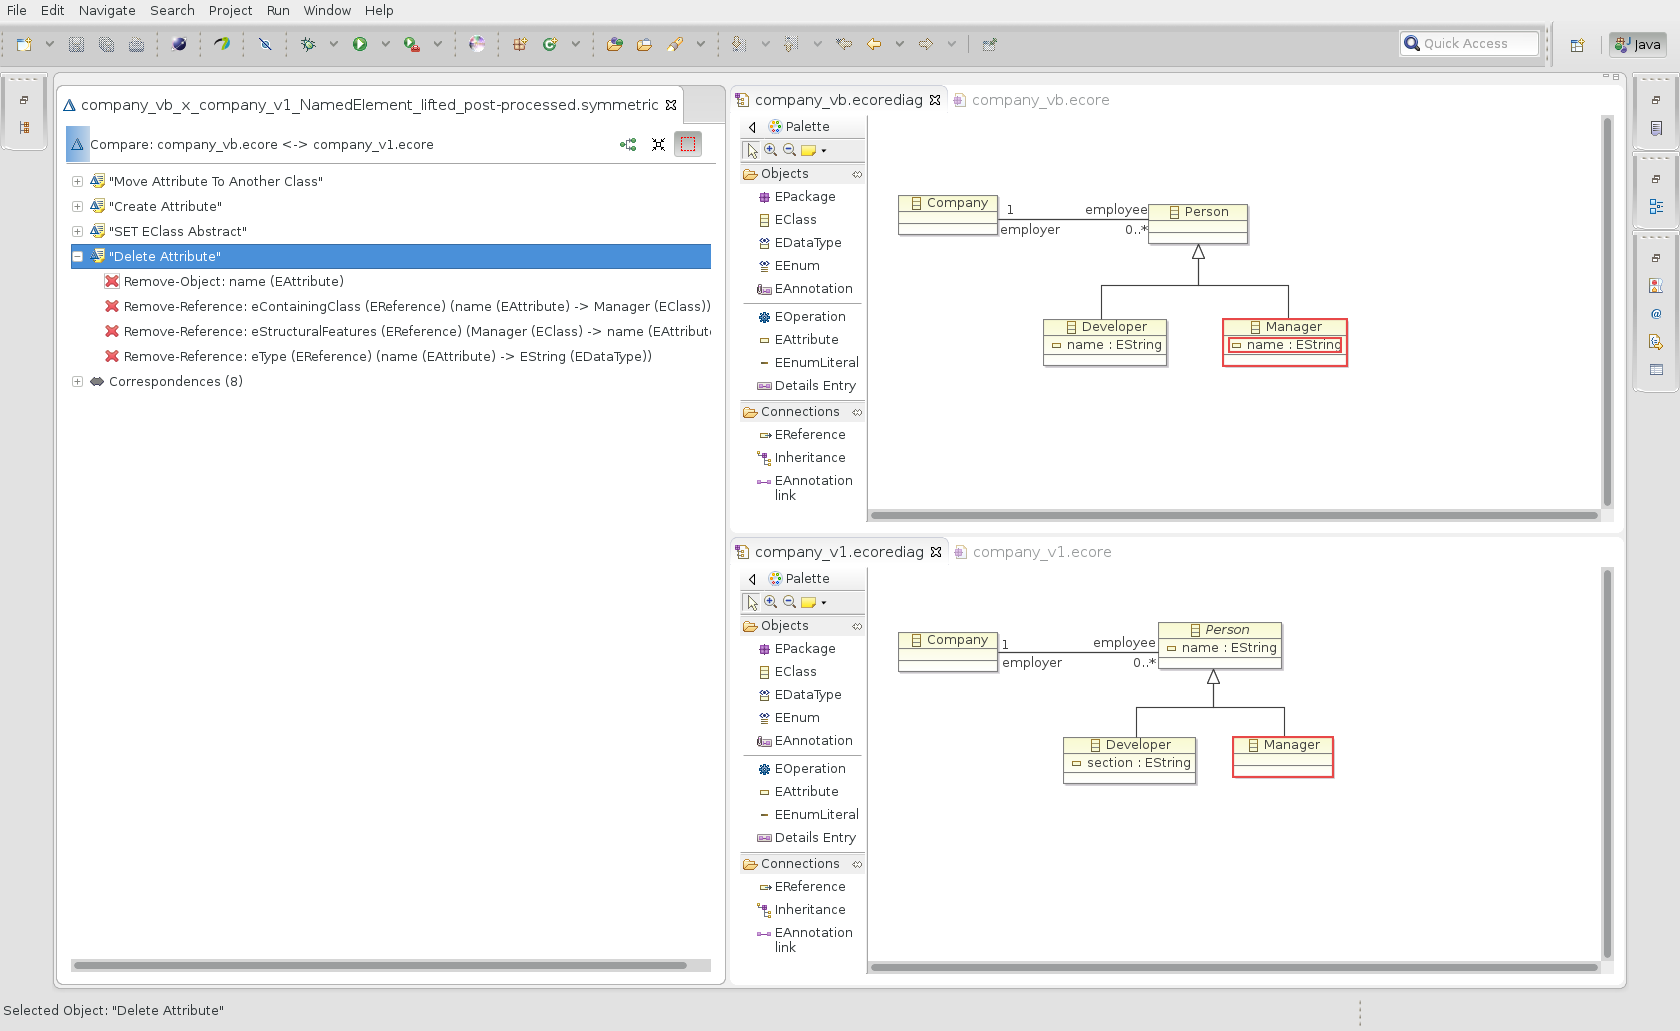 File Edit Navigate Search Project Run Window Help
Quick Access
Java
company_vb_x_company_v1_NamedElement_lifted_post-processed.symmetric
Compare: company_vb.ecore <-> company_v1.ecore
"Move Attribute To Another Class"
"Create Attribute"
"SET EClass Abstract"
"Delete Attribute"
Remove-Object: name (EAttribute)
Remove-Reference: eContainingClass (EReference) (name (EAttribute) -> Manager (EClass))
Remove-Reference: eStructuralFeatures (EReference) (Manager (EClass) -> name (EAttribute
Remove-Reference: eType (EReference) (name (EAttribute) -> EString (EDataType))
Correspondences (8)
company_vb.ecorediag
company_vb.ecore
Palette
Objects
EPackage
EClass
EDataType
EEnum
EAnnotation
EOperation
EAttribute
EEnumLiteral
Details Entry
Connections
EReference
Inheritance
EAnnotation
link
Company
1
employee
employer
0..*
Person
Developer
name : EString
Manager
name : EString
company_v1.ecorediag
company_v1.ecore
Palette
Objects
EPackage
EClass
EDataType
EEnum
EAnnotation
EOperation
EAttribute
EEnumLiteral
Details Entry
Connections
EReference
Inheritance
EAnnotation
link
Company
1
employee
employer
0..*
Person
name : EString
Developer
section : EString
Manager
Selected Object: "Delete Attribute"